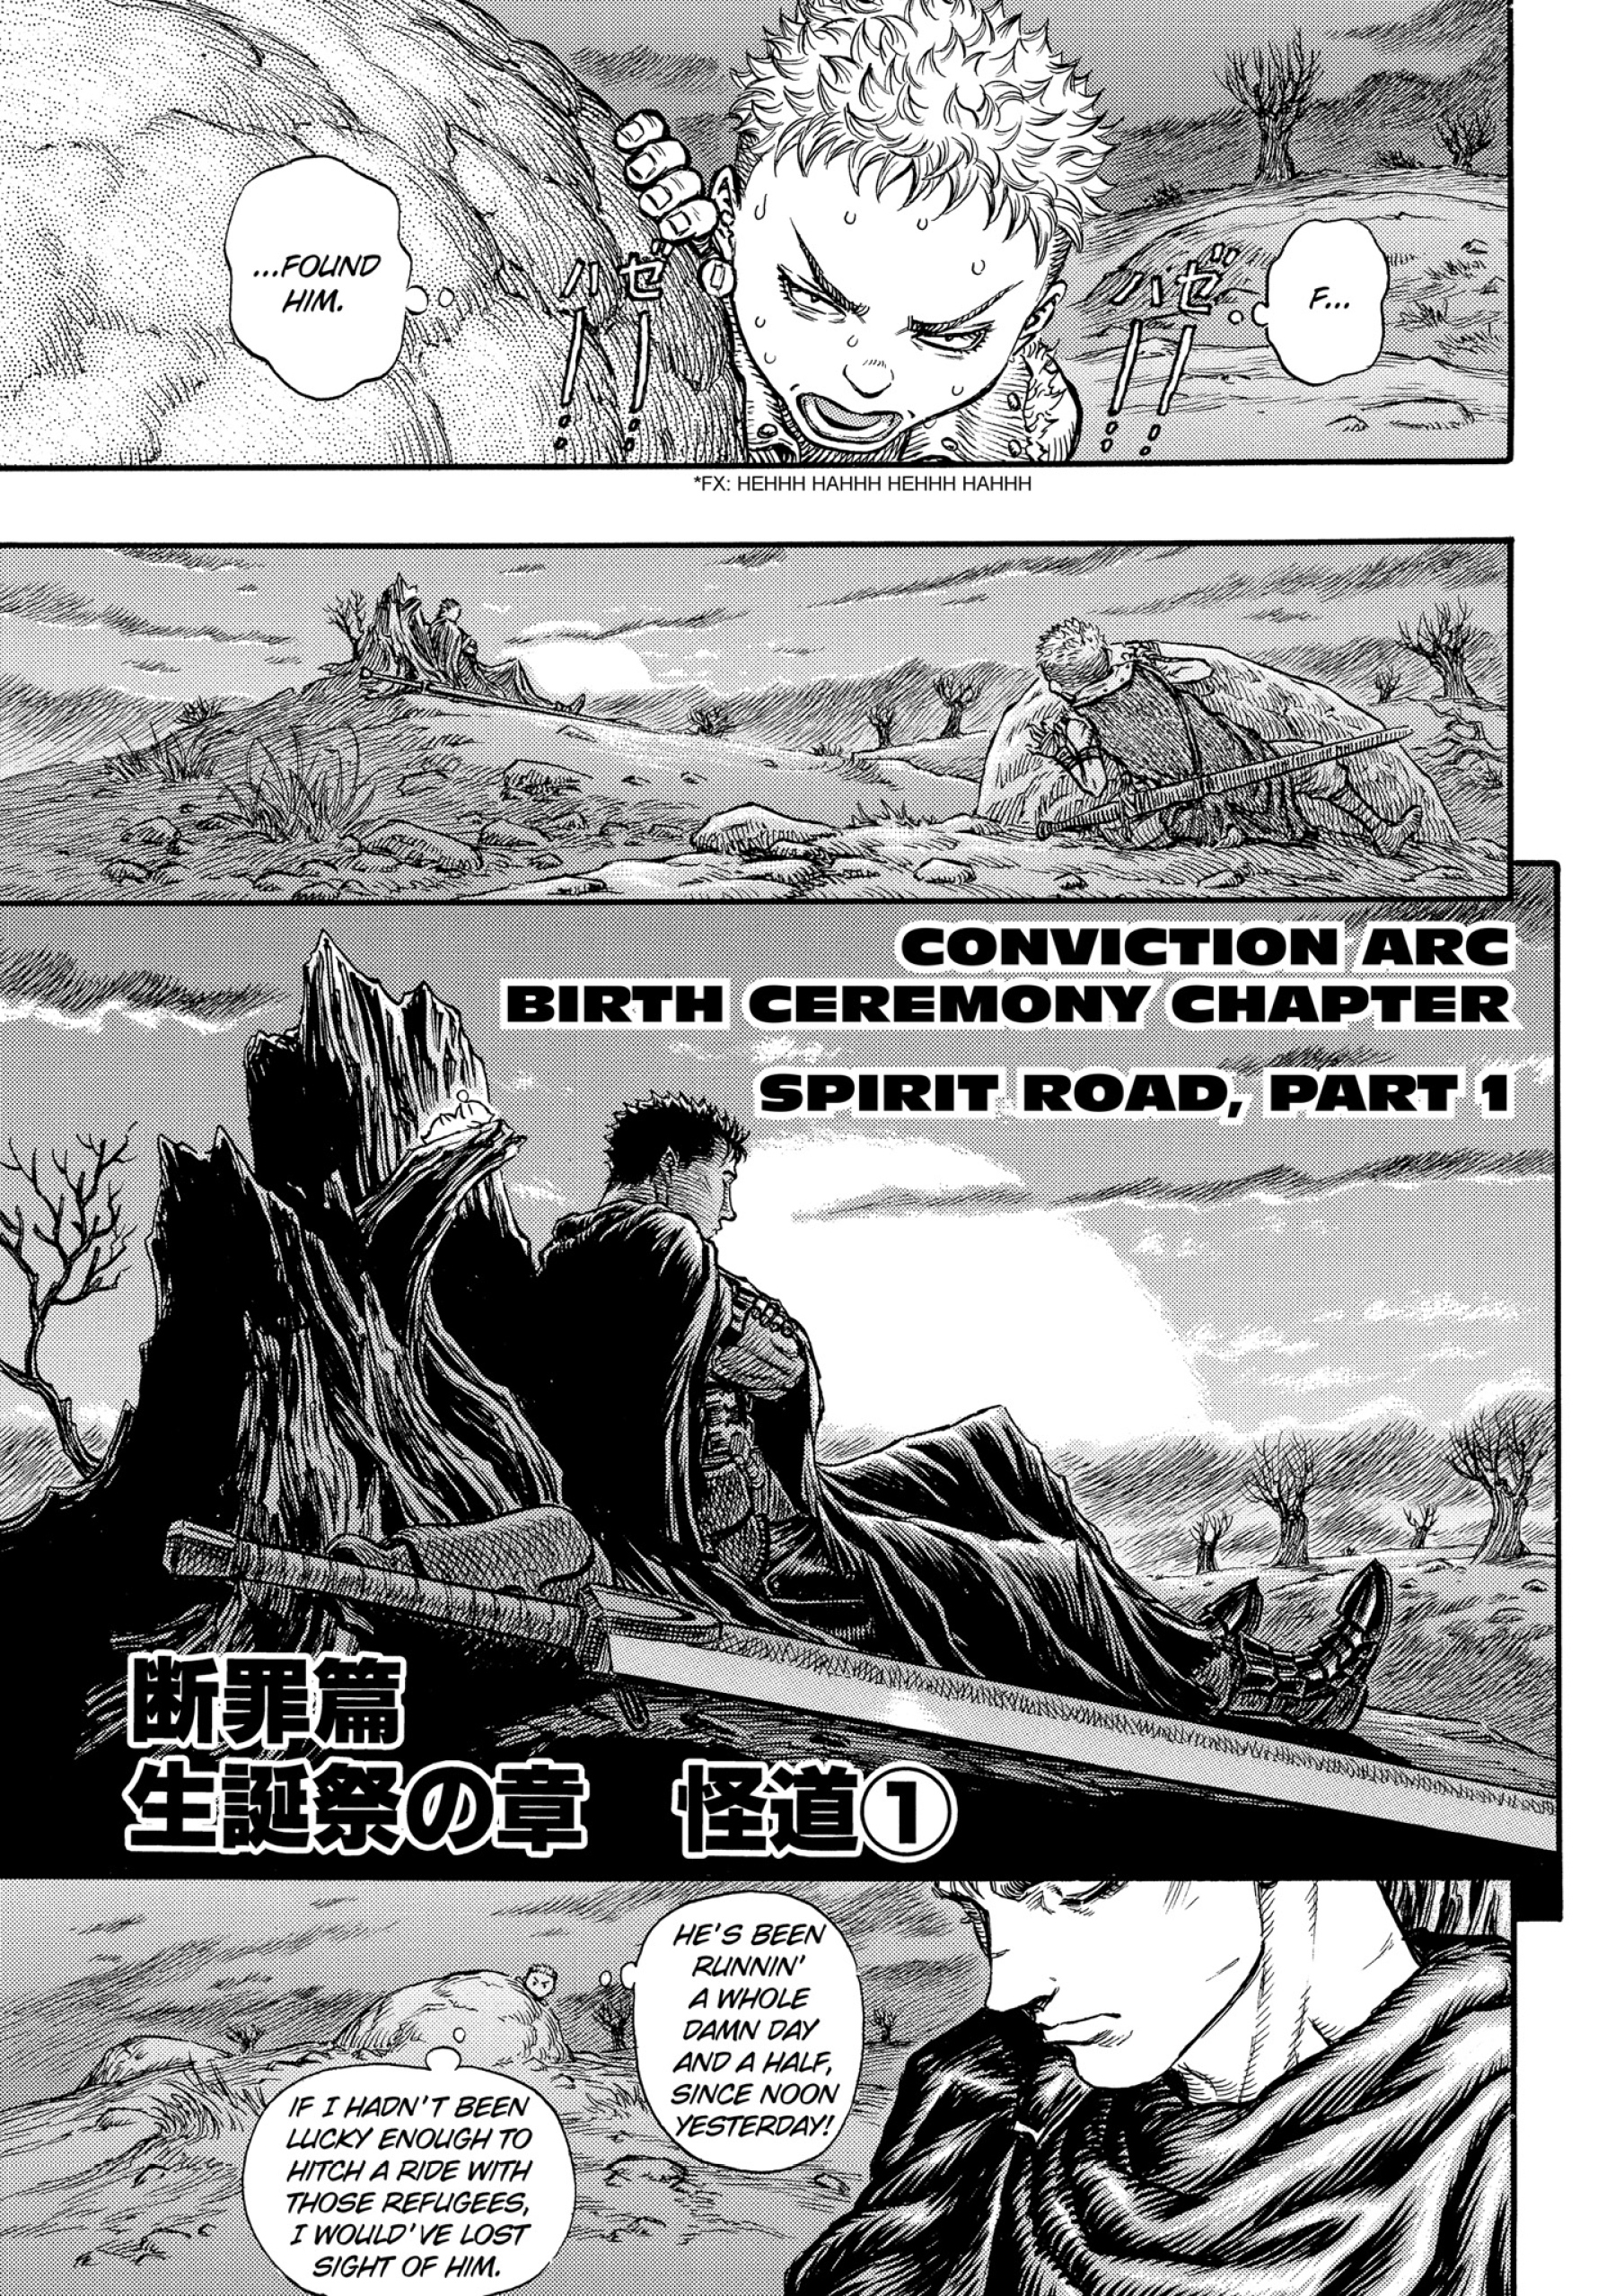 F...
...FOUND
HIM.
ハゼ
ハセ
*FX: HEHHH HAHHH HEHHH HAHHH
CONVICTION ARC
BIRTH CEREMONY CHAPTER
SPIRIT ROAD, PART 1
断罪篇
生誕祭の章 怪道①
HE'S BEEN
RUNNIN'
A WHOLE
DAMN DAY
AND A HALF,
SINCE NOON
YESTERDAY!
IF I HADN'T BEEN
LUCKY ENOUGH TO
HITCH A RIDE WITH
THOSE REFUGEES,
I WOULD'VE LOST
SIGHT OF HIM.